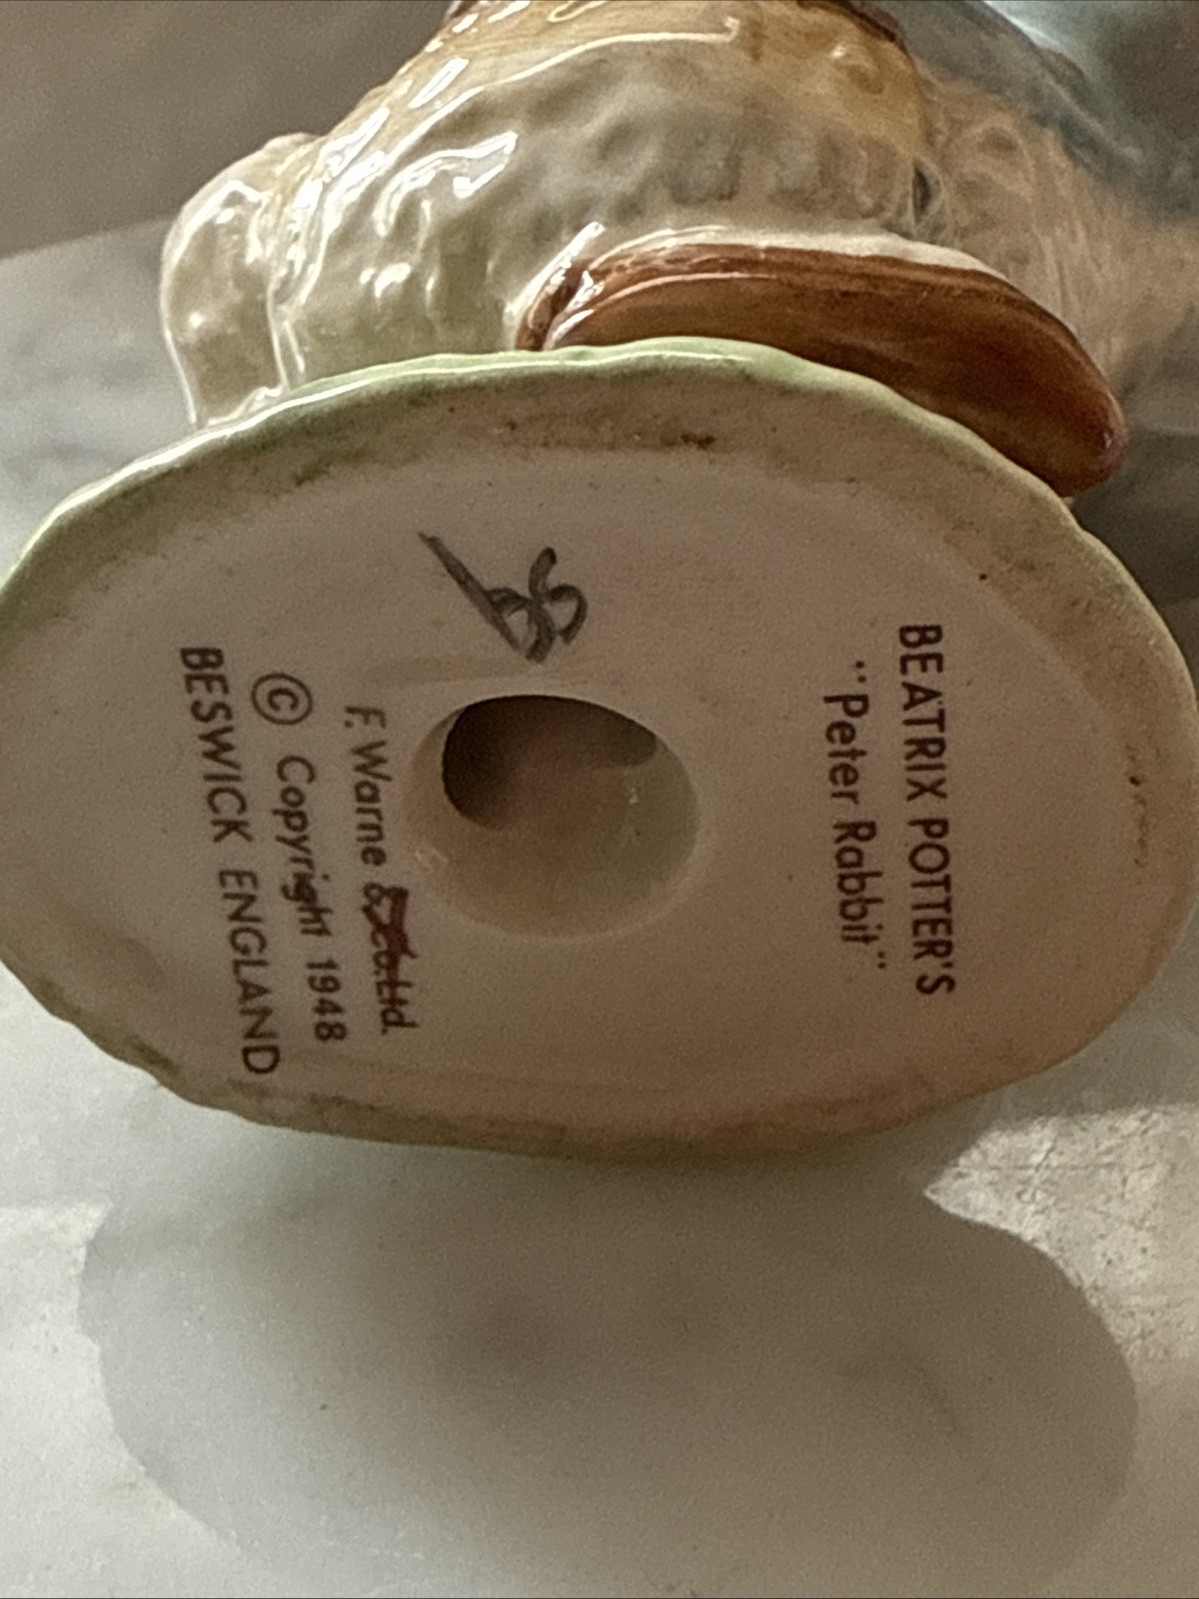 BEATRIX POTTER'S
"Peter Rabbit"
F. Warne & Co. Ltd.
© Copyright 1948
BESWICK ENGLAND